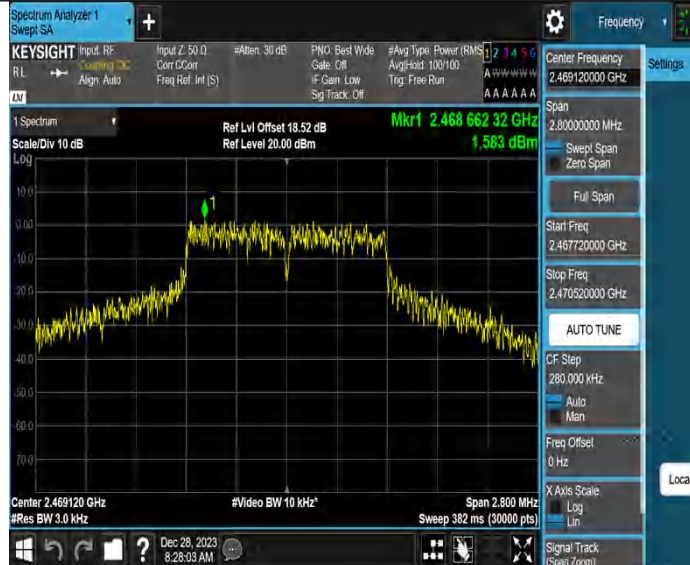 Spectrum Analyzer 1
Swept SA
+
Frequency
KEYSIGHT
RL
Input: RF
Coupling: DC
Align: Auto
Input Z: 50 Ω
Corr CCorr
Freq Ref: Int (S)
#Atten: 30 dB
PNO: Best Wide
Gate: Off
IF Gain: Low
Sig Track: Off
#Avg Type: Power (RMS
Avg|Hold: 100/100
Trig: Free Run
1 2 3 4 5 6
A W W W W W
A A A A A A
Center Frequency
2.469120000 GHz
Settings
Span
2.80000000 MHz
Swept Span
Zero Span
Full Span
Start Freq
2.467720000 GHz
Stop Freq
2.470520000 GHz
AUTO TUNE
CF Step
280.000 kHz
Auto
Man
Freq Offset
0 Hz
X Axis Scale
Log
Lin
Signal Track
(Span Zoom)
Loca
LXI
1 Spectrum
Scale/Div 10 dB
Ref Lvl Offset 18.52 dB
Ref Level 20.00 dBm
Mkr1 2.468 662 32 GHz
1,583 dBm
Log
10.0
0.00
-10.0
-20.0
-30.0
-40.0
-50.0
-60.0
-70.0
1
Center 2.469120 GHz
#Res BW 3.0 kHz
#Video BW 10 kHz*
Span 2.800 MHz
Sweep 382 ms (30000 pts)
?
Dec 28, 2023
8:28:03 AM